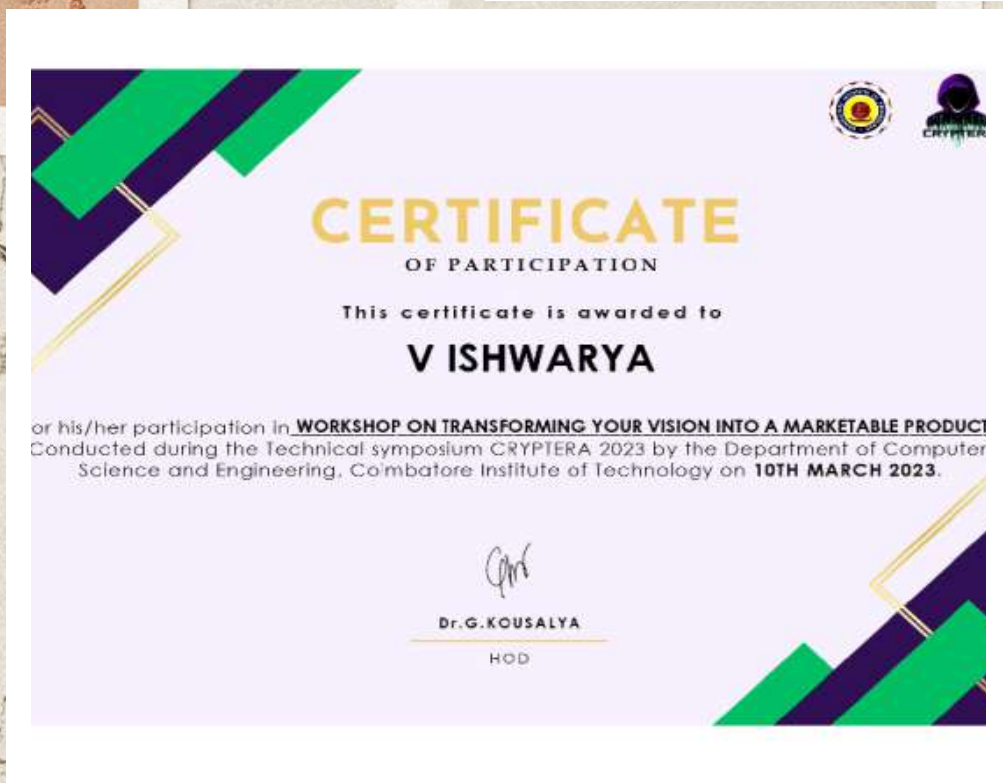 CRYPTERA
CERTIFICATE
OF PARTICIPATION
This certificate is awarded to
V ISHWARYA
or his/her participation in WORKSHOP ON TRANSFORMING YOUR VISION INTO A MARKETABLE PRODUCT
Conducted during the Technical symposium CRYPTERA 2023 by the Department of Computer
Science and Engineering, Coimbatore Institute of Technology on 10TH MARCH 2023.
Dr.G.KOUSALYA
HOD